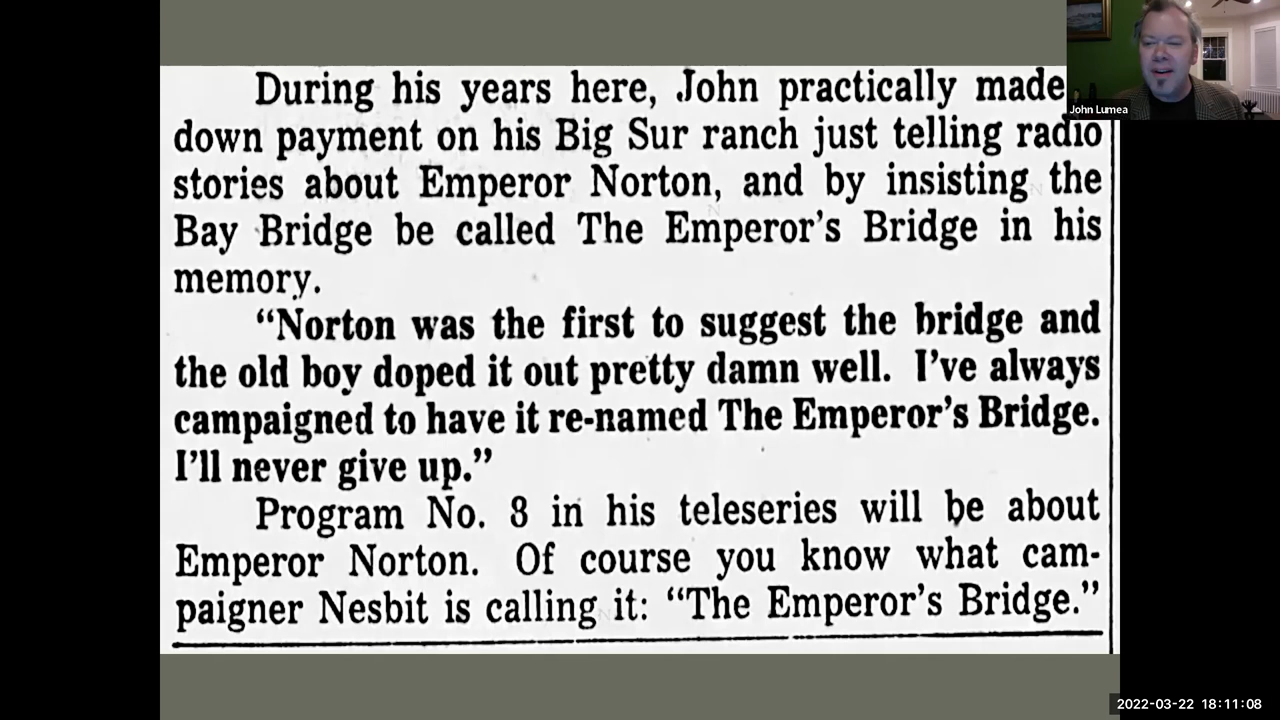 During his years here, John practically made
down payment on his Big Sur ranch just telling radio
stories about Emperor Norton, and by insisting the
Bay Bridge be called The Emperor's Bridge in his
memory.
"Norton was the first to suggest the bridge and
the old boy doped it out pretty damn well. I've always
campaigned to have it re-named The Emperor's Bridge.
I'll never give up."
Program No. 8 in his teleseries will be about
Emperor Norton. Of course you know what cam-
paigner Nesbit is calling it: "The Emperor's Bridge."
John Lumea
2022-03-22 18:11:08